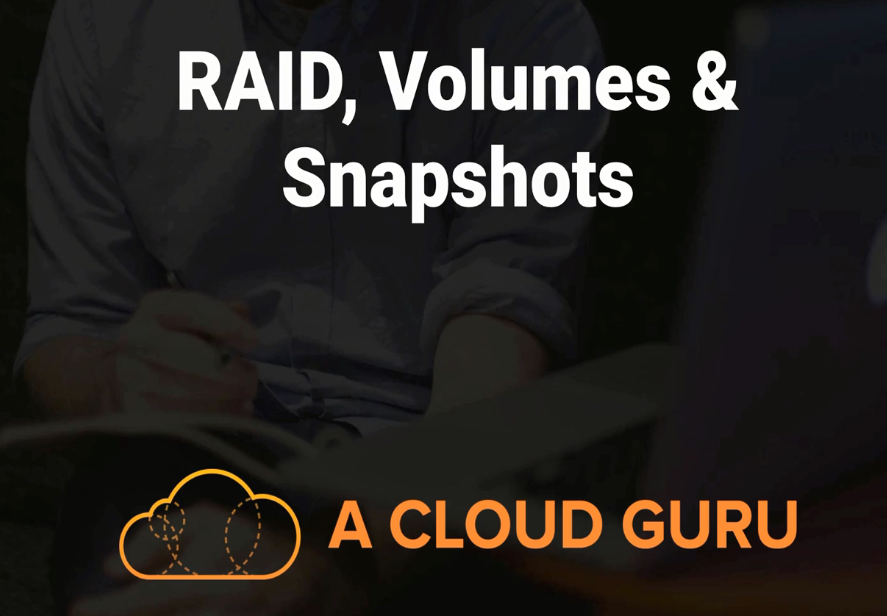 RAID, Volumes &
Snapshots
A CLOUD GURU